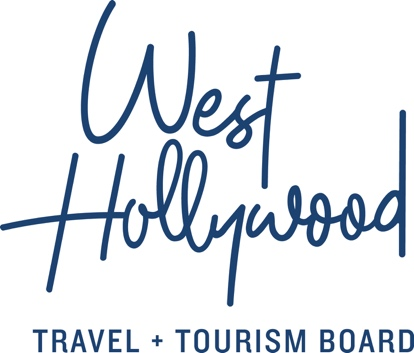 West
Hollywood
TRAVEL + TOURISM BOARD